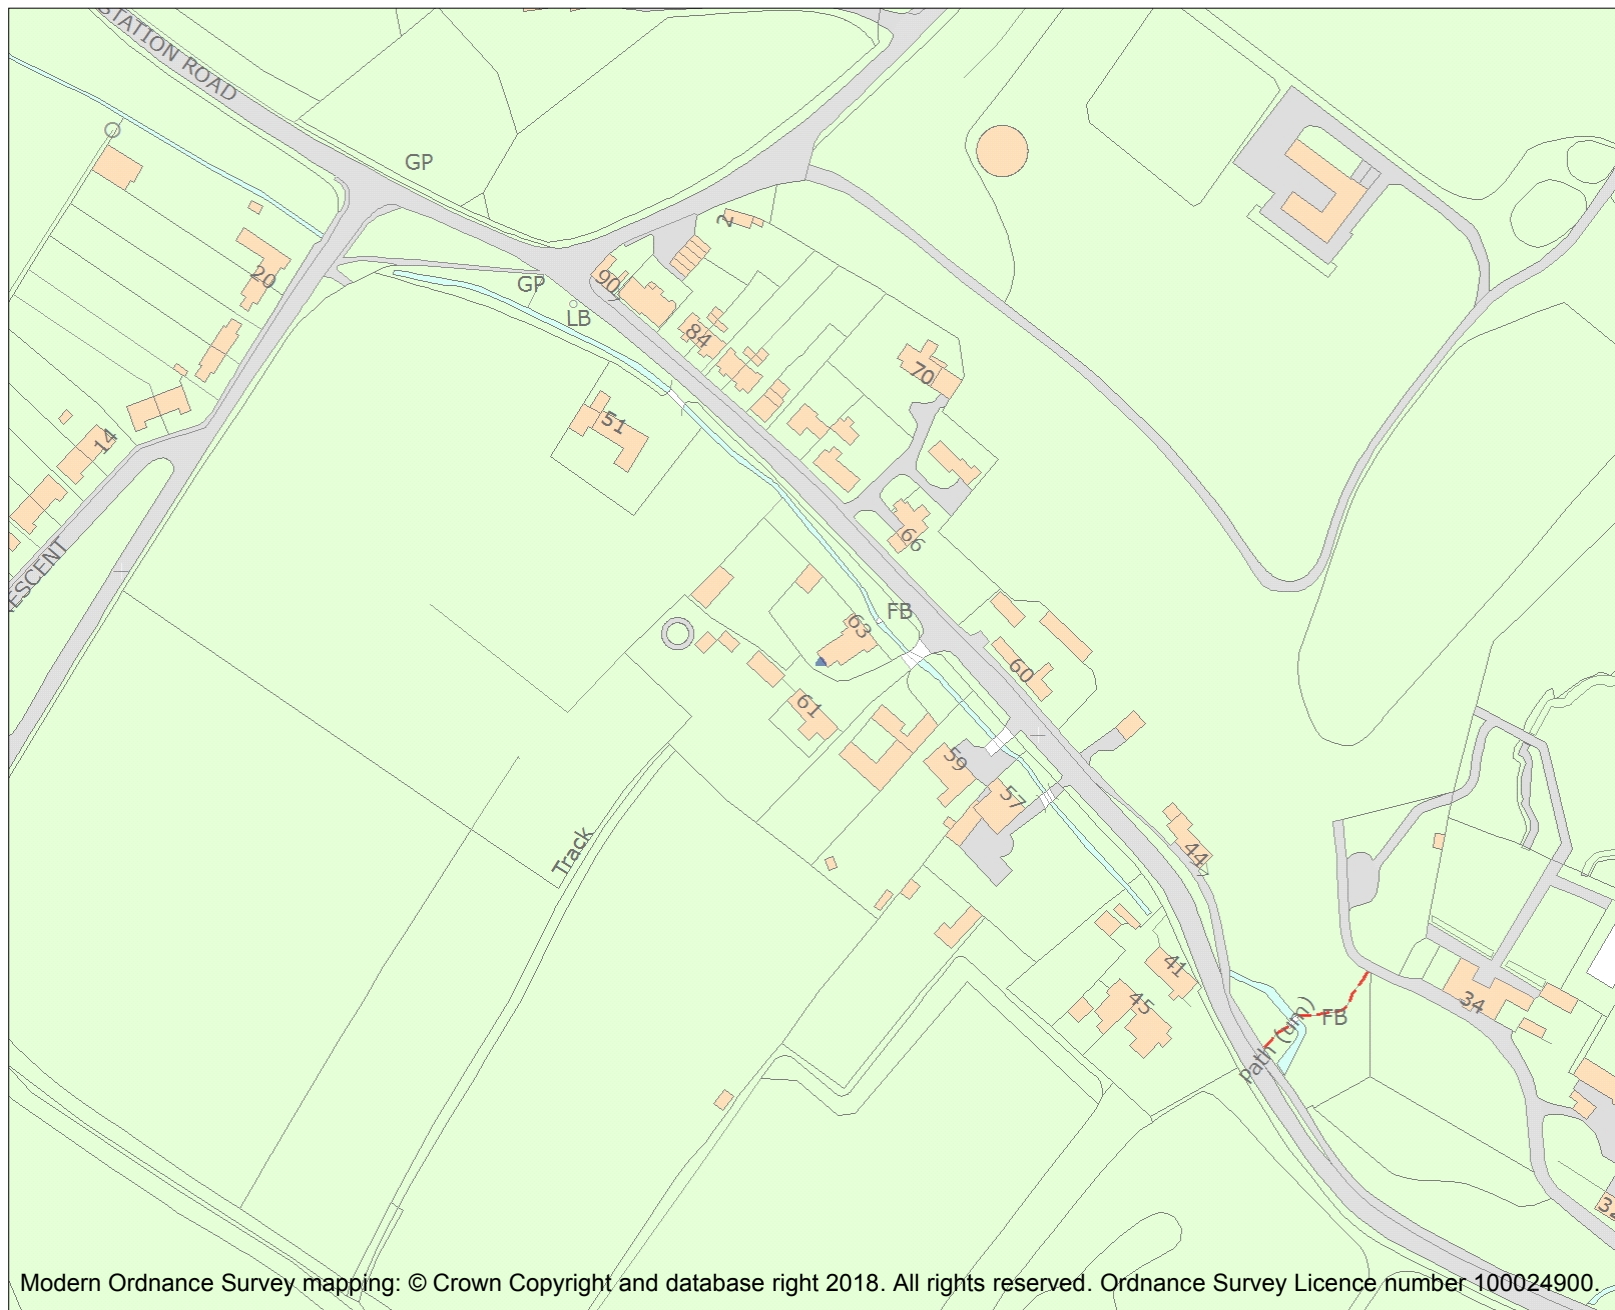 STATION ROAD
GP
2
20
GP
90
LB
84
70
51
14
66
ESCENT
FB
63
60
61
59
57
Track
44
41
45
34
FB
path (um)
Modern Ordnance Survey mapping: © Crown Copyright and database right 2018. All rights reserved. Ordnance Survey Licence number 100024900.